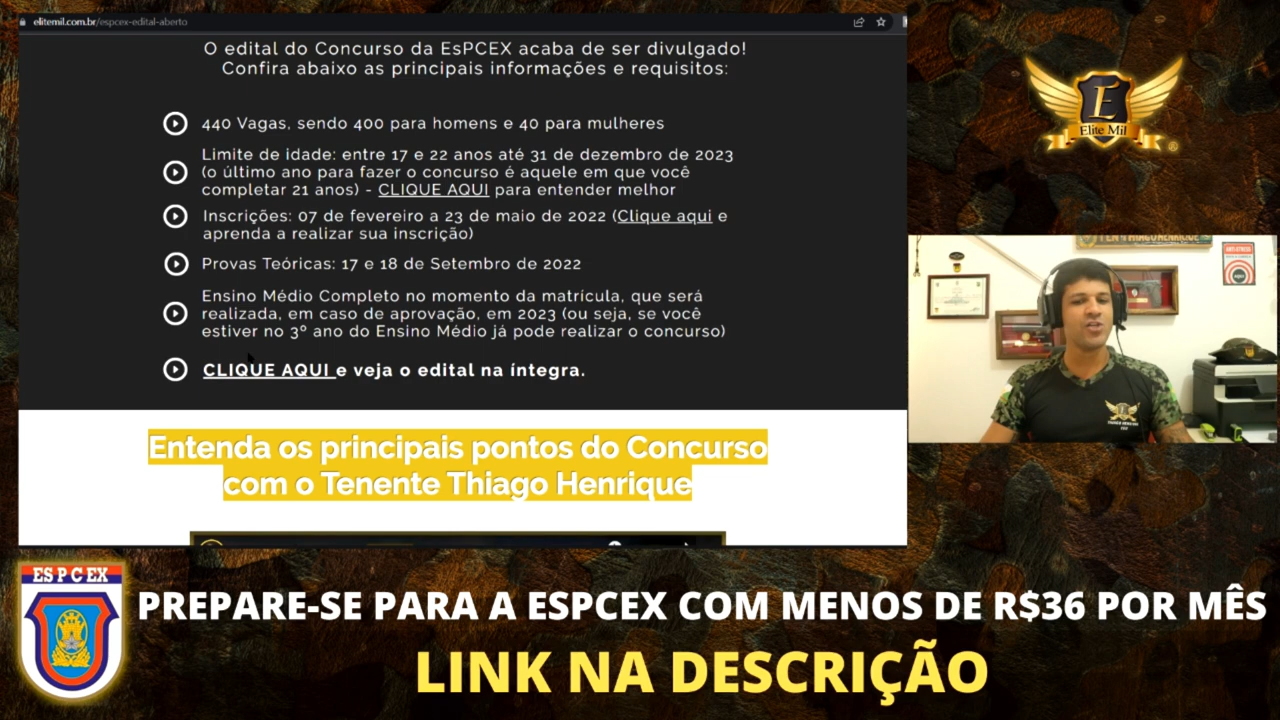 elitemil.com.br/espcex-edital-aberto
O edital do Concurso da EsPCEX acaba de ser divulgado!
Confira abaixo as principais informações e requisitos:
440 Vagas, sendo 400 para homens e 40 para mulheres
Limite de idade: entre 17 e 22 anos até 31 de dezembro de 2023
(o último ano para fazer o concurso é aquele em que você
completar 21 anos) - CLIQUE AQUI para entender melhor
Inscrições: 07 de fevereiro a 23 de maio de 2022 (Clique aqui e
aprenda a realizar sua inscrição)
Provas Teóricas: 17 e 18 de Setembro de 2022
Ensino Médio Completo no momento da matrícula, que será
realizada, em caso de aprovação, em 2023 (ou seja, se você
estiver no 3º ano do Ensino Médio já pode realizar o concurso)
CLIQUE AQUI e veja o edital na íntegra.
Entenda os principais pontos do Concurso
com o Tenente Thiago Henrique
E
Elite Mil
®
TEN THIAGO HENRIQUE
ES P C EX
PREPARE-SE PARA A ESPCEX COM MENOS DE R$36 POR MÊS
LINK NA DESCRIÇÃO